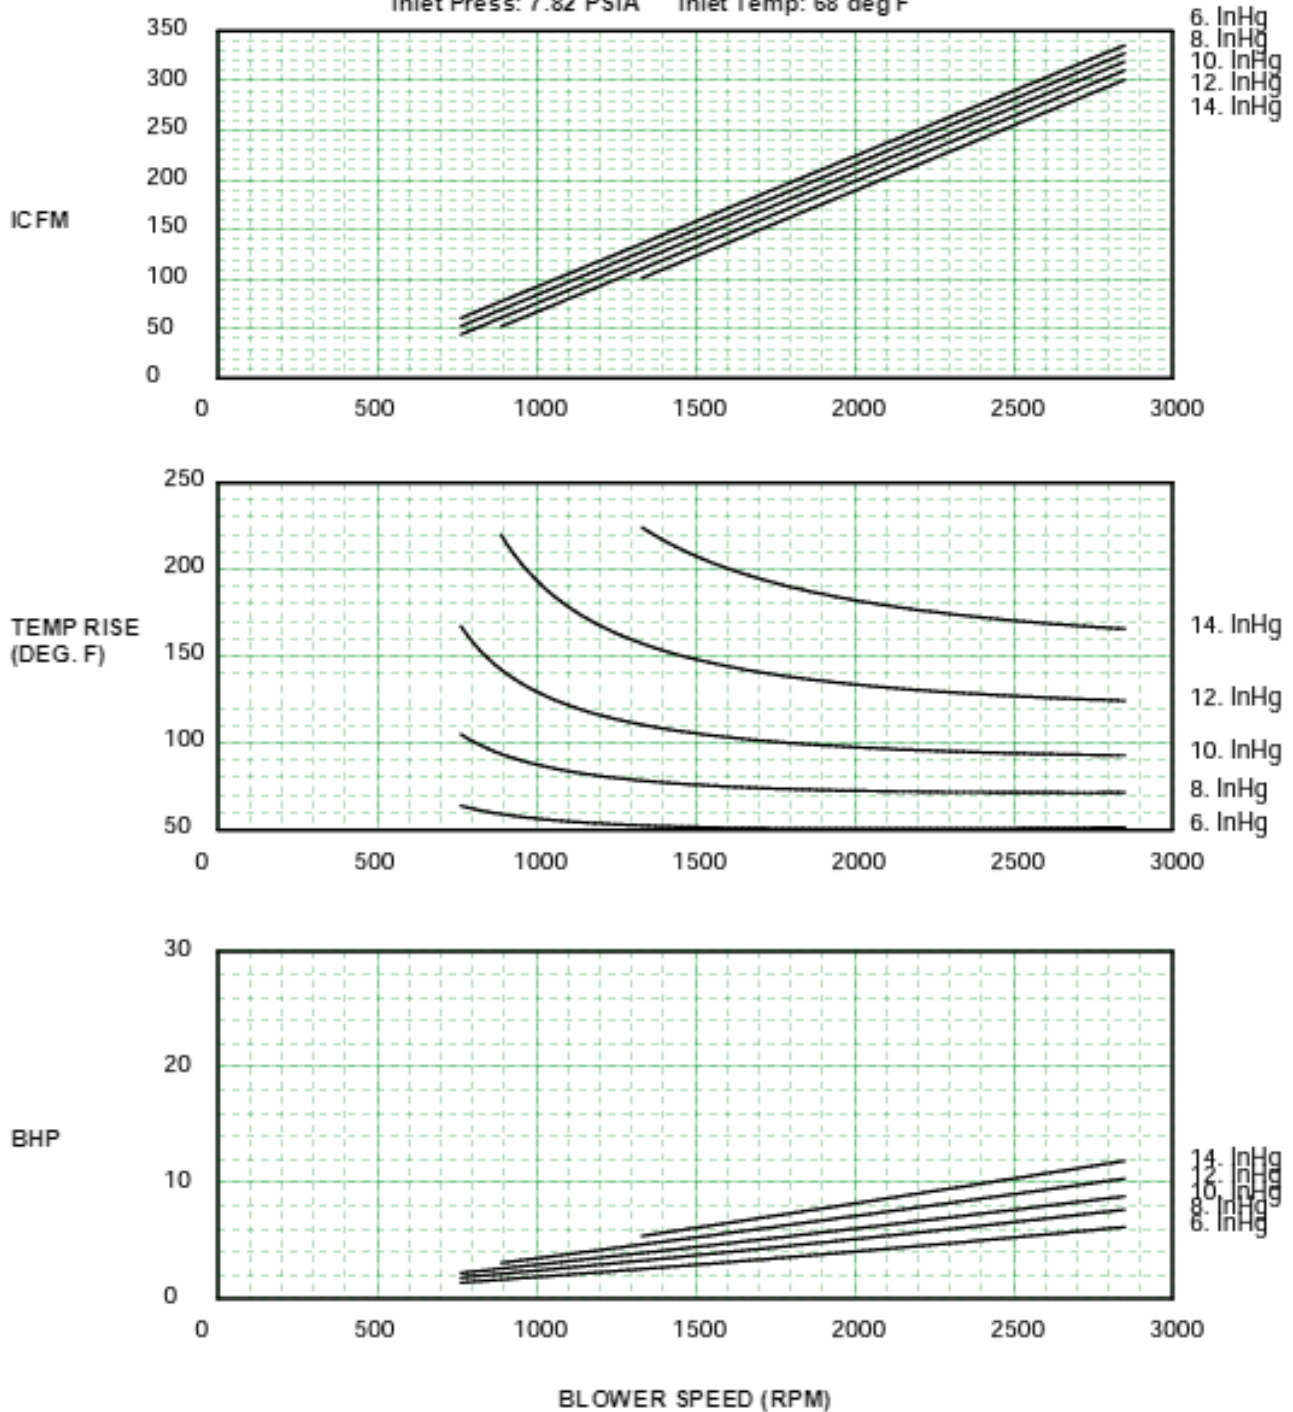 Inlet Press: 7.82 PSIA Inlet Temp: 68 deg F
6. InHg
8. InHg
10. InHg
12. InHg
14. InHg
350
300
250
200
150
100
50
0
ICFM
0 500 1000 1500 2000 2500 3000
250
200
150
100
50
TEMP RISE
(DEG. F)
14. InHg
12. InHg
10. InHg
8. InHg
6. InHg
0 500 1000 1500 2000 2500 3000
30
20
10
0
BHP
14. InHg
12. InHg
10. InHg
8. InHg
6. InHg
0 500 1000 1500 2000 2500 3000
BLOWER SPEED (RPM)